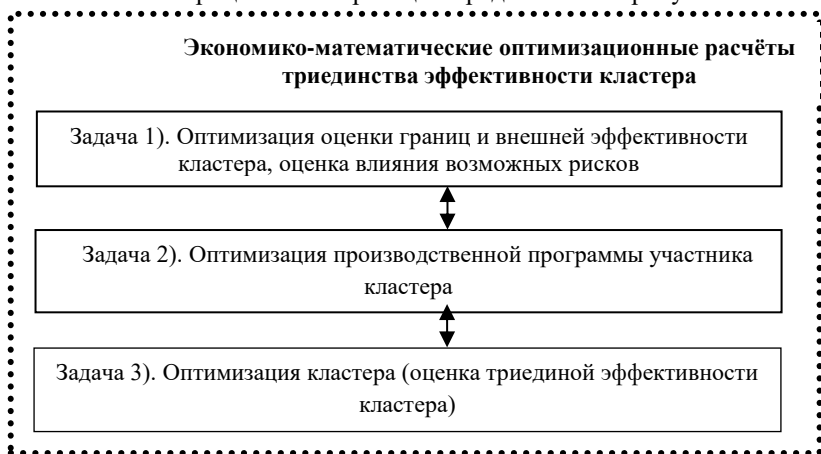 Экономико-математические оптимизационные расчёты
триединства эффективности кластера
Задача 1). Оптимизация оценки границ и внешней эффективности
кластера, оценка влияния возможных рисков
Задача 2). Оптимизация производственной программы участника
кластера
Задача 3). Оптимизация кластера (оценка триединой эффективности
кластера)